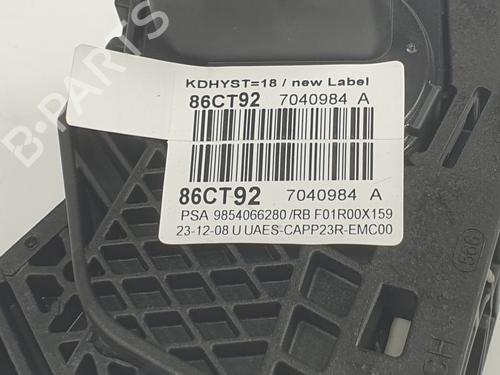 KDHYST=18 / new Label
86CT92 7040984 A
86CT92 7040984 A
PSA 9854066280 /RB F01R00X159
23-12-08 U UAES-CAPP23R-EMC00
B-PARTS